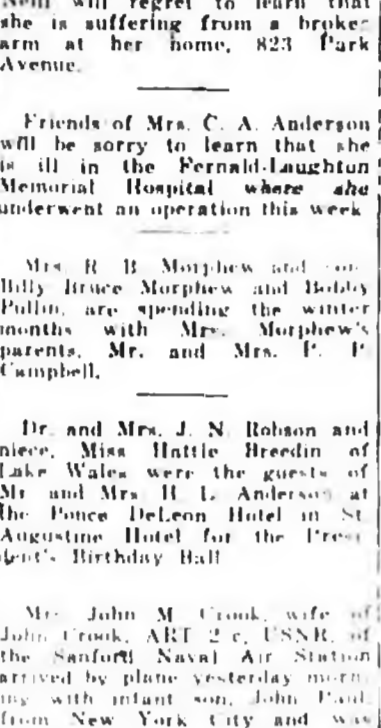 will regret to learn that
she is suffering from a broken
arm at her home, 823 Park
Avenue.
Friends of Mrs. C. A. Anderson
will be sorry to learn that she
is ill in the Fernald-Laughton
Memorial Hospital where she
underwent an operation this week
Mrs. R. B. Morphew and son
Billy Bruce Morphew and Bobby
Pullin, are spending the winter
months with Mrs. Morphew's
parents, Mr. and Mrs. P. P.
Campbell.
Dr. and Mrs. J. N. Robson and
niece, Miss Hattie Breedin of
Lake Wales were the guests of
Mr. and Mrs. R. L. Anderson at
the Ponce DeLeon Hotel in St.
Augustine Hotel for the Presi
dent's Birthday Ball
Mrs. John M. Crook, wife of
John Crook, ART 2 c, USNR, of
the Sanford Naval Air Station
arrived by plane yesterday morn
ing with infant son, John Paul,
from New York City and was